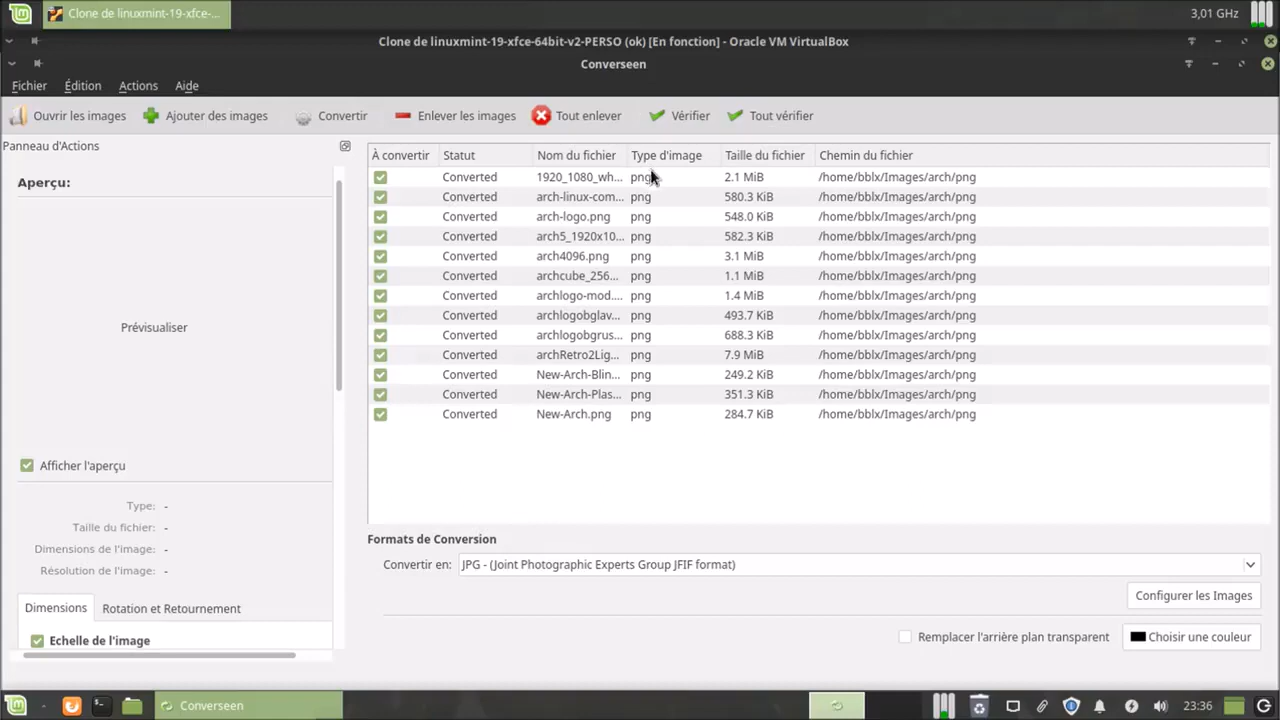 Clone de linuxmint-19-xfce-...
3,01 GHz
Clone de linuxmint-19-xfce-64bit-v2-PERSO (ok) [En fonction] - Oracle VM VirtualBox
Converseen
Fichier Édition Actions Aide
Ouvrir les images Ajouter des images Convertir Enlever les images Tout enlever Vérifier Tout vérifier
Panneau d'Actions
Aperçu:
Prévisualiser
Afficher l'aperçu
Type: -
Taille du fichier: -
Dimensions de l'image: -
Résolution de l'image: -
Dimensions Rotation et Retournement
Echelle de l'image
À convertir Statut Nom du fichier Type d'image Taille du fichier Chemin du fichier
Converted 1920_1080_wh... png 2.1 MiB /home/bblx/Images/arch/png
Converted arch-linux-com... png 580.3 KiB /home/bblx/Images/arch/png
Converted arch-logo.png png 548.0 KiB /home/bblx/Images/arch/png
Converted arch5_1920x10... png 582.3 KiB /home/bblx/Images/arch/png
Converted arch4096.png png 3.1 MiB /home/bblx/Images/arch/png
Converted archcube_256... png 1.1 MiB /home/bblx/Images/arch/png
Converted archlogo-mod.... png 1.4 MiB /home/bblx/Images/arch/png
Converted archlogobglav... png 493.7 KiB /home/bblx/Images/arch/png
Converted archlogobgrus... png 688.3 KiB /home/bblx/Images/arch/png
Converted archRetro2Lig... png 7.9 MiB /home/bblx/Images/arch/png
Converted New-Arch-Blin... png 249.2 KiB /home/bblx/Images/arch/png
Converted New-Arch-Plas... png 351.3 KiB /home/bblx/Images/arch/png
Converted New-Arch.png png 284.7 KiB /home/bblx/Images/arch/png
Formats de Conversion
Convertir en: JPG - (Joint Photographic Experts Group JFIF format)
Configurer les Images
Remplacer l'arrière plan transparent Choisir une couleur
Converseen
23:36